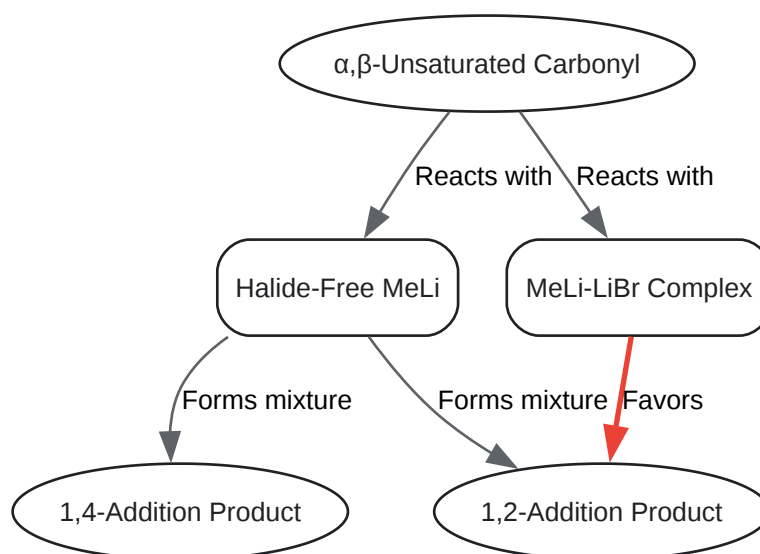 α,β-Unsaturated Carbonyl
Reacts with
Reacts with
Halide-Free MeLi
MeLi-LiBr Complex
Forms mixture
Forms mixture
Favors
1,4-Addition Product
1,2-Addition Product